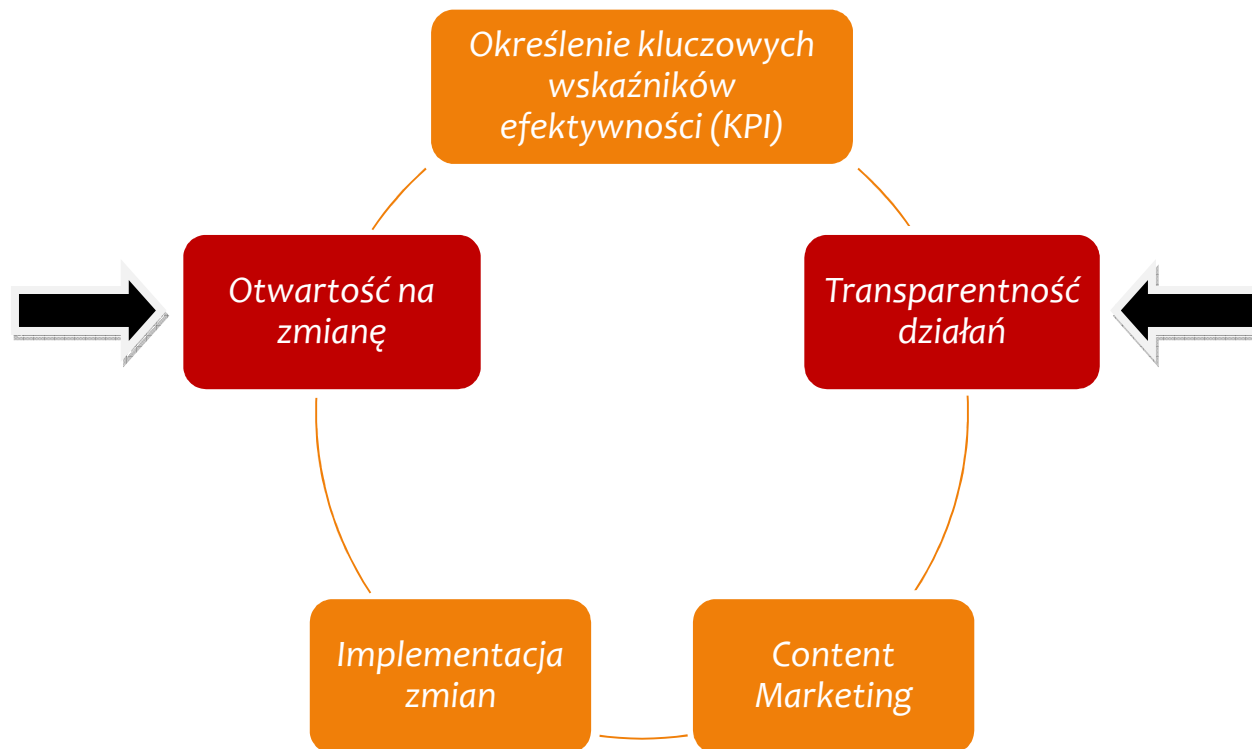 Określenie kluczowych
wskaźników
efektywności (KPI)
Otwartość na
zmianę
Transparentność
działań
Implementacja
zmian
Content
Marketing